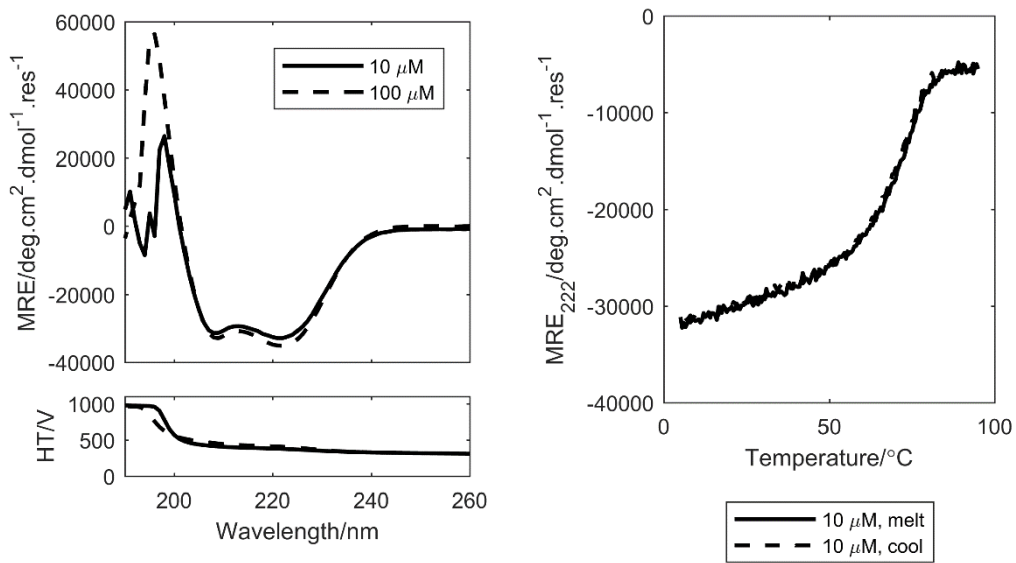 MRE/deg.cm².dmol⁻¹.res⁻¹
60000
40000
20000
0
-20000
-40000
10 μM
100 μM
HT/V
1000
500
0
200
220
240
260
Wavelength/nm
MRE₂₂₂/deg.cm².dmol⁻¹.res⁻¹
0
-10000
-20000
-30000
-40000
0
50
100
Temperature/°C
10 μM, melt
10 μM, cool